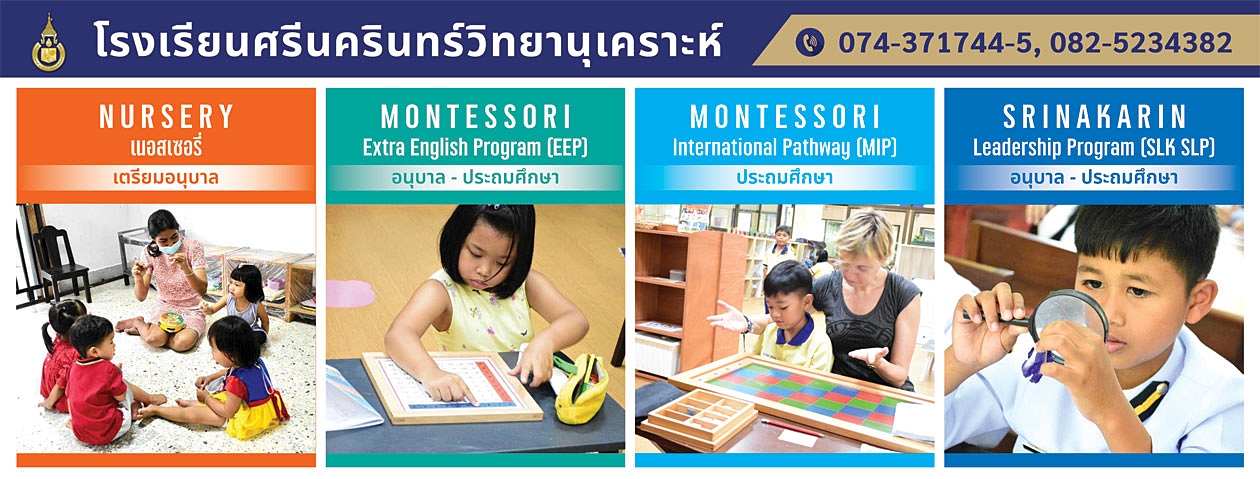 โรงเรียนศรีนครินทร์วิทยานุเคราะห์
074-371744-5, 082-5234382
NURSERY
เนอสเซอรี่
เตรียมอนุบาล
MONTESSORI
Extra English Program (EEP)
อนุบาล - ประถมศึกษา
MONTESSORI
International Pathway (MIP)
ประถมศึกษา
SRINAKARIN
Leadership Program (SLK SLP)
อนุบาล - ประถมศึกษา